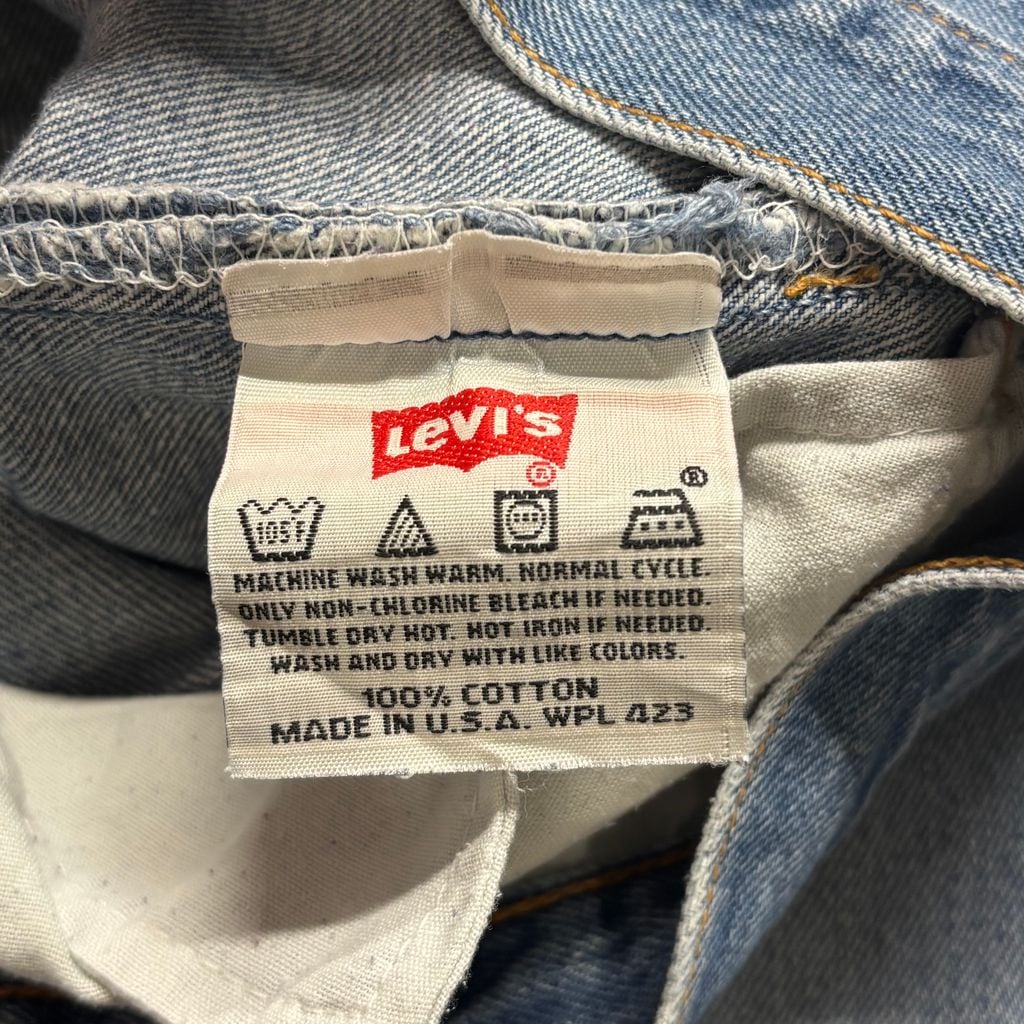 Levi's
®
®
105°F
MACHINE WASH WARM. NORMAL CYCLE.
ONLY NON-CHLORINE BLEACH IF NEEDED.
TUMBLE DRY HOT. HOT IRON IF NEEDED.
WASH AND DRY WITH LIKE COLORS.
100% COTTON
MADE IN U.S.A. WPL 423